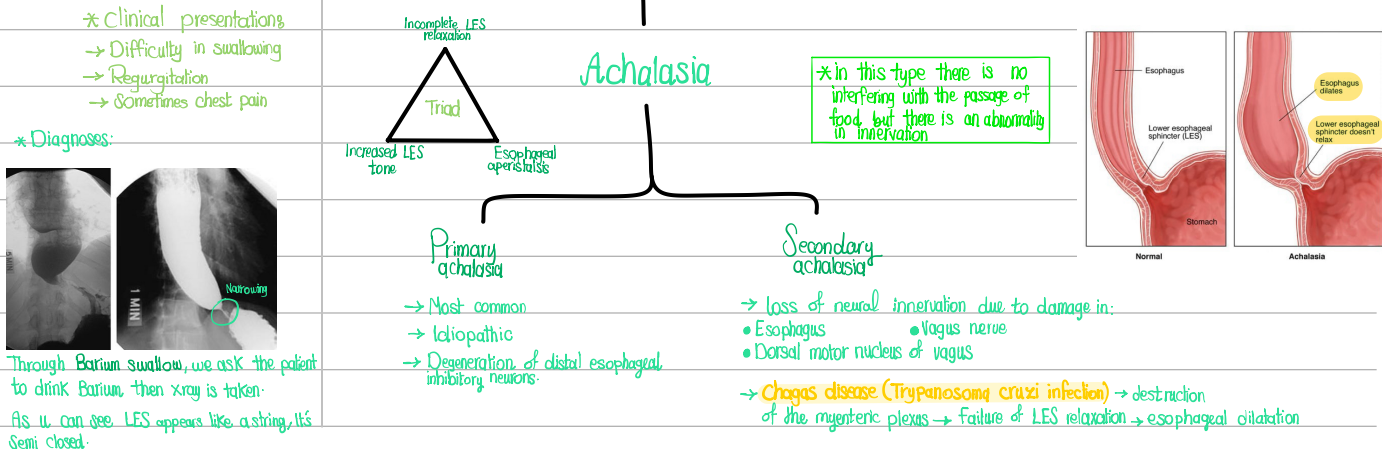 * Clinical presentations
→ Difficulty in swallowing
→ Regurgitation
→ Sometimes chest pain
* Diagnoses:
1 MIN
Narrowing
Through Barium swallow, we ask the patient
to drink Barium, then xray is taken.
As u can see LES appears like a string, it's
semi closed.
Incomplete LES
relaxation
Triad
Increased LES
tone
Esophageal
aperistalsis
Achalasia
* in this type there is no
interfering with the passage of
food, but there is an abnormality
in innervation
Esophagus
Lower esophageal
sphincter (LES)
Stomach
Normal
Esophagus
dilates
Lower esophageal
sphincter doesn't
relax
Achalasia
Primary
achalasia
→ Most common
→ Idiopathic
→ Degeneration of distal esophageal
inhibitory neurons.
Secondary
achalasia
→ loss of neural innervation due to damage in:
• Esophagus • Vagus nerve
• Dorsal motor nucleus of vagus
→ Chagas disease (Trypanosoma cruzi infection) → destruction
of the myenteric plexus → Failure of LES relaxation → esophageal dilatation